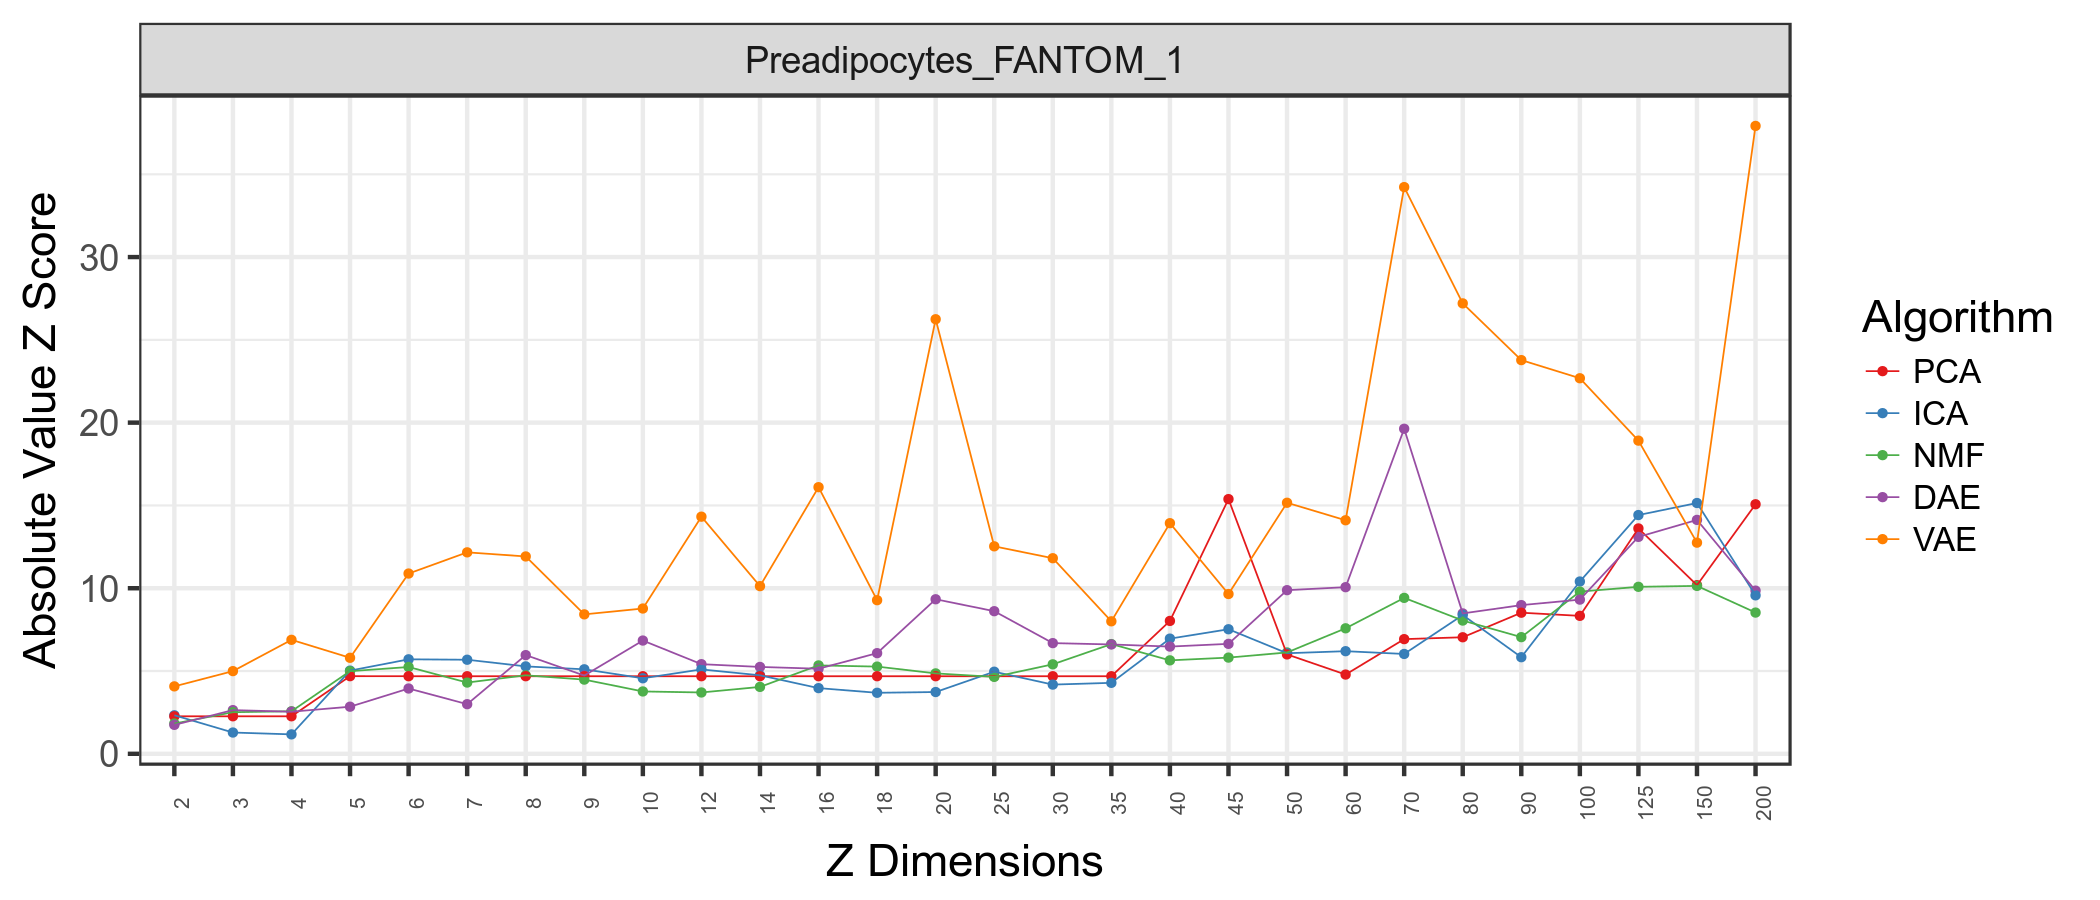 Preadipocytes_FANTOM_1
Absolute Value Z Score
30
20
10
0
2 3 4 5 6 7 8 9 10 12 14 16 18 20 25 30 35 40 45 50 60 70 80 90 100 125 150 200
Z Dimensions
Algorithm
PCA
ICA
NMF
DAE
VAE